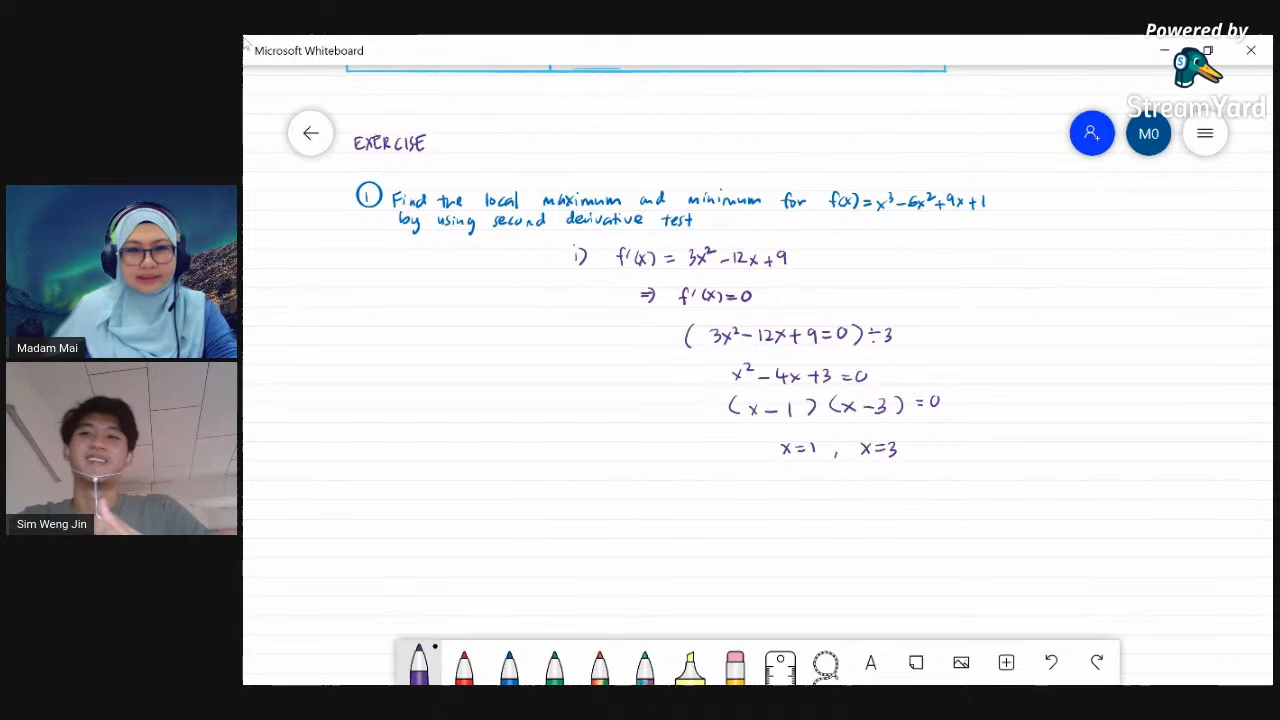 Powered by
StreamYard
Microsoft Whiteboard
M0
EXERCISE
① Find the local maximum and minimum for f(x)=x³-6x²+9x+1
by using second derivative test
i) f'(x) = 3x²-12x+9
⇒ f'(x)=0
(3x²-12x+9=0)÷3
x²-4x+3=0
(x-1)(x-3)=0
x=1, x=3
Madam Mai
Sim Weng Jin
A